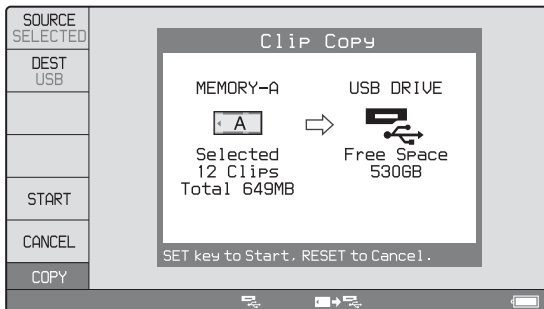 SOURCE
SELECTED
DEST
USB
START
CANCEL
COPY
Clip Copy
MEMORY-A
A
Selected
12 Clips
Total 649MB
USB DRIVE
Free Space
530GB
SET key to Start, RESET to Cancel.